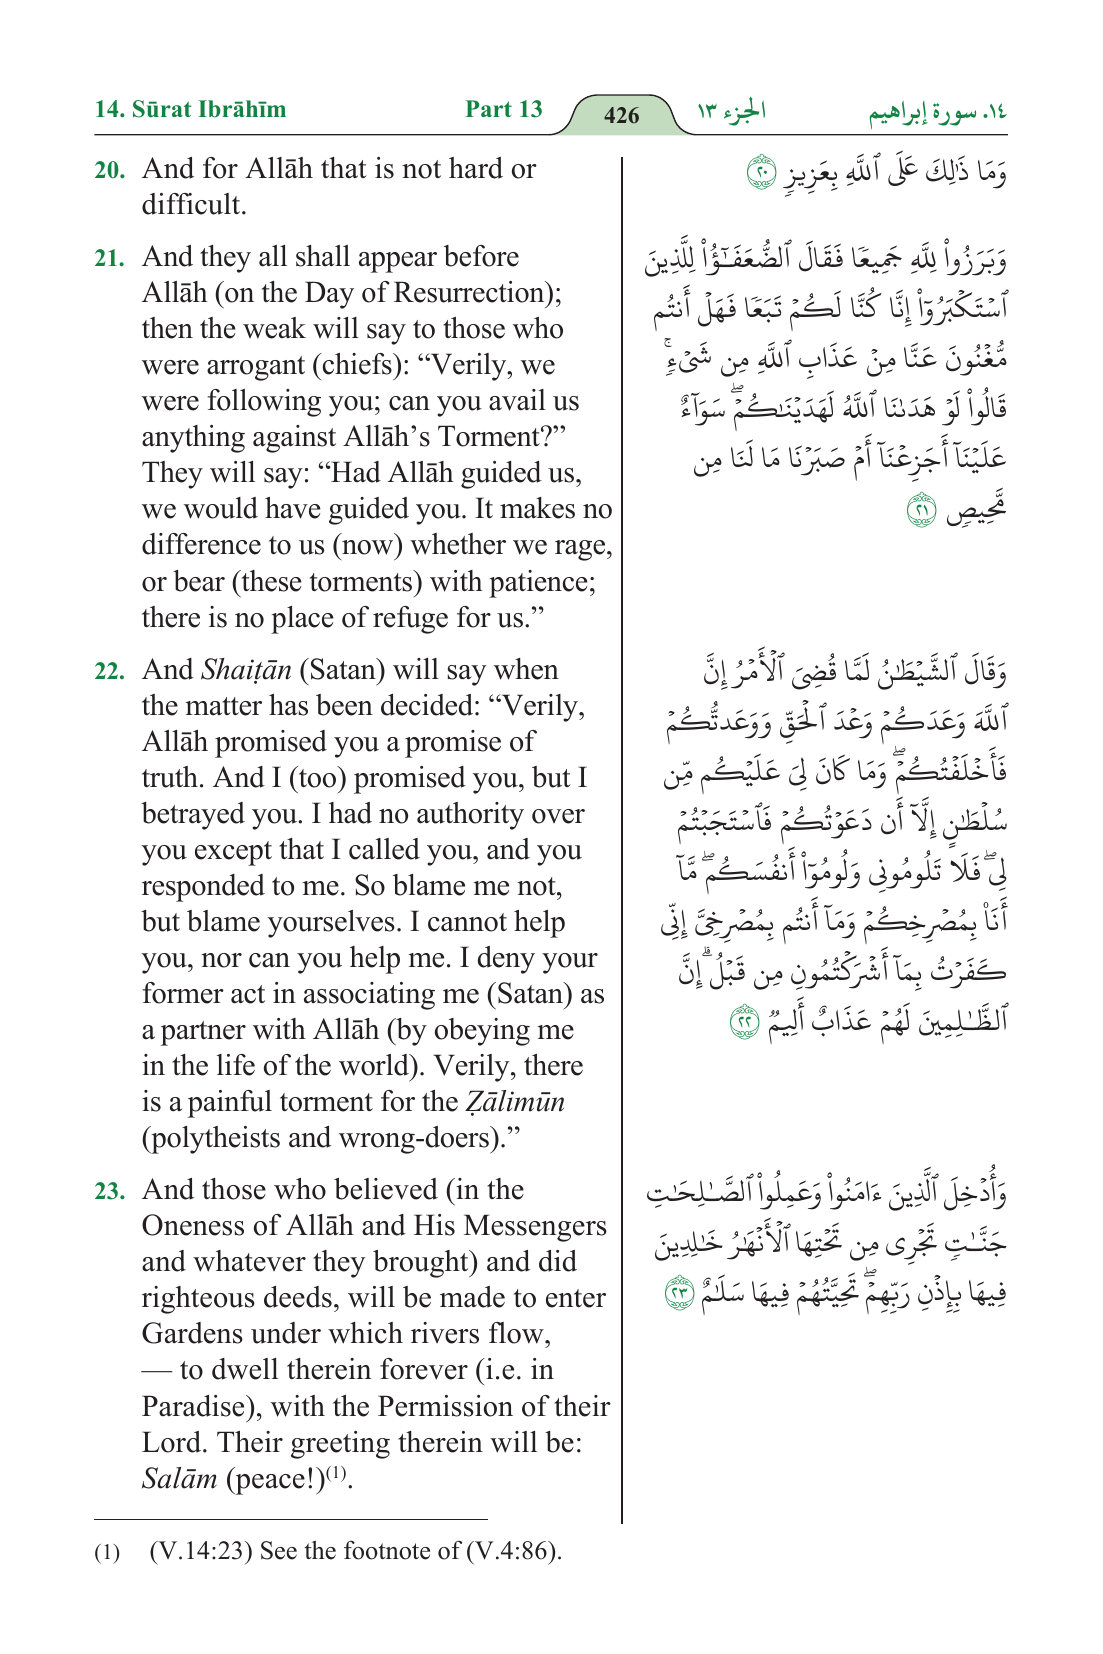 14. Sūrat Ibrāhīm Part 13 426 الجزء ١٣ ١٤. سورة إبراهيم
20. And for Allāh that is not hard or
difficult.
21. And they all shall appear before
Allāh (on the Day of Resurrection);
then the weak will say to those who
were arrogant (chiefs): “Verily, we
were following you; can you avail us
anything against Allāh’s Torment?”
They will say: “Had Allāh guided us,
we would have guided you. It makes no
difference to us (now) whether we rage,
or bear (these torments) with patience;
there is no place of refuge for us.”
22. And Shaiṭān (Satan) will say when
the matter has been decided: “Verily,
Allāh promised you a promise of
truth. And I (too) promised you, but I
betrayed you. I had no authority over
you except that I called you, and you
responded to me. So blame me not,
but blame yourselves. I cannot help
you, nor can you help me. I deny your
former act in associating me (Satan) as
a partner with Allāh (by obeying me
in the life of the world). Verily, there
is a painful torment for the Ẓālimūn
(polytheists and wrong-doers).”
23. And those who believed (in the
Oneness of Allāh and His Messengers
and whatever they brought) and did
righteous deeds, will be made to enter
Gardens under which rivers flow,
— to dwell therein forever (i.e. in
Paradise), with the Permission of their
Lord. Their greeting therein will be:
Salām (peace!)(1).
وَمَا ذَٰلِكَ عَلَى ٱللَّهِ بِعَزِيزٖ ٢٠
وَبَرَزُواْ لِلَّهِ جَمِيعٗا فَقَالَ ٱلضُّعَفَـٰٓؤُاْ لِلَّذِينَ
ٱسۡتَكۡبَرُوٓاْ إِنَّا كُنَّا لَكُمۡ تَبَعٗا فَهَلۡ أَنتُم
مُّغۡنُونَ عَنَّا مِنۡ عَذَابِ ٱللَّهِ مِن شَيۡءٖۚ
قَالُواْ لَوۡ هَدَىٰنَا ٱللَّهُ لَهَدَيۡنَٰكُمۡۖ سَوَآءٌ
عَلَيۡنَآ أَجَزِعۡنَآ أَمۡ صَبَرۡنَا مَا لَنَا مِن
مَّحِيصٖ ٢١
وَقَالَ ٱلشَّيۡطَٰنُ لَمَّا قُضِيَ ٱلۡأَمۡرُ إِنَّ
ٱللَّهَ وَعَدَكُمۡ وَعۡدَ ٱلۡحَقِّ وَوَعَدتُّكُمۡ
فَأَخۡلَفۡتُكُمۡۖ وَمَا كَانَ لِيَ عَلَيۡكُم مِّن
سُلۡطَٰنٍ إِلَّآ أَن دَعَوۡتُكُمۡ فَٱسۡتَجَبۡتُمۡ
لِيۖ فَلَا تَلُومُونِي وَلُومُوٓاْ أَنفُسَكُمۖ مَّآ
أَنَا۠ بِمُصۡرِخِكُمۡ وَمَآ أَنتُم بِمُصۡرِخِيَّ إِنِّي
كَفَرۡتُ بِمَآ أَشۡرَكۡتُمُونِ مِن قَبۡلُۗ إِنَّ
ٱلظَّـٰلِمِينَ لَهُمۡ عَذَابٌ أَلِيمٞ ٢٢
وَأُدۡخِلَ ٱلَّذِينَ ءَامَنُواْ وَعَمِلُواْ ٱلصَّـٰلِحَٰتِ
جَنَّـٰتٖ تَجۡرِي مِن تَحۡتِهَا ٱلۡأَنۡهَٰرُ خَٰلِدِينَ
فِيهَا بِإِذۡنِ رَبِّهِمۡۖ تَحِيَّتُهُمۡ فِيهَا سَلَٰمٌ ٢٣
(1) (V.14:23) See the footnote of (V.4:86).